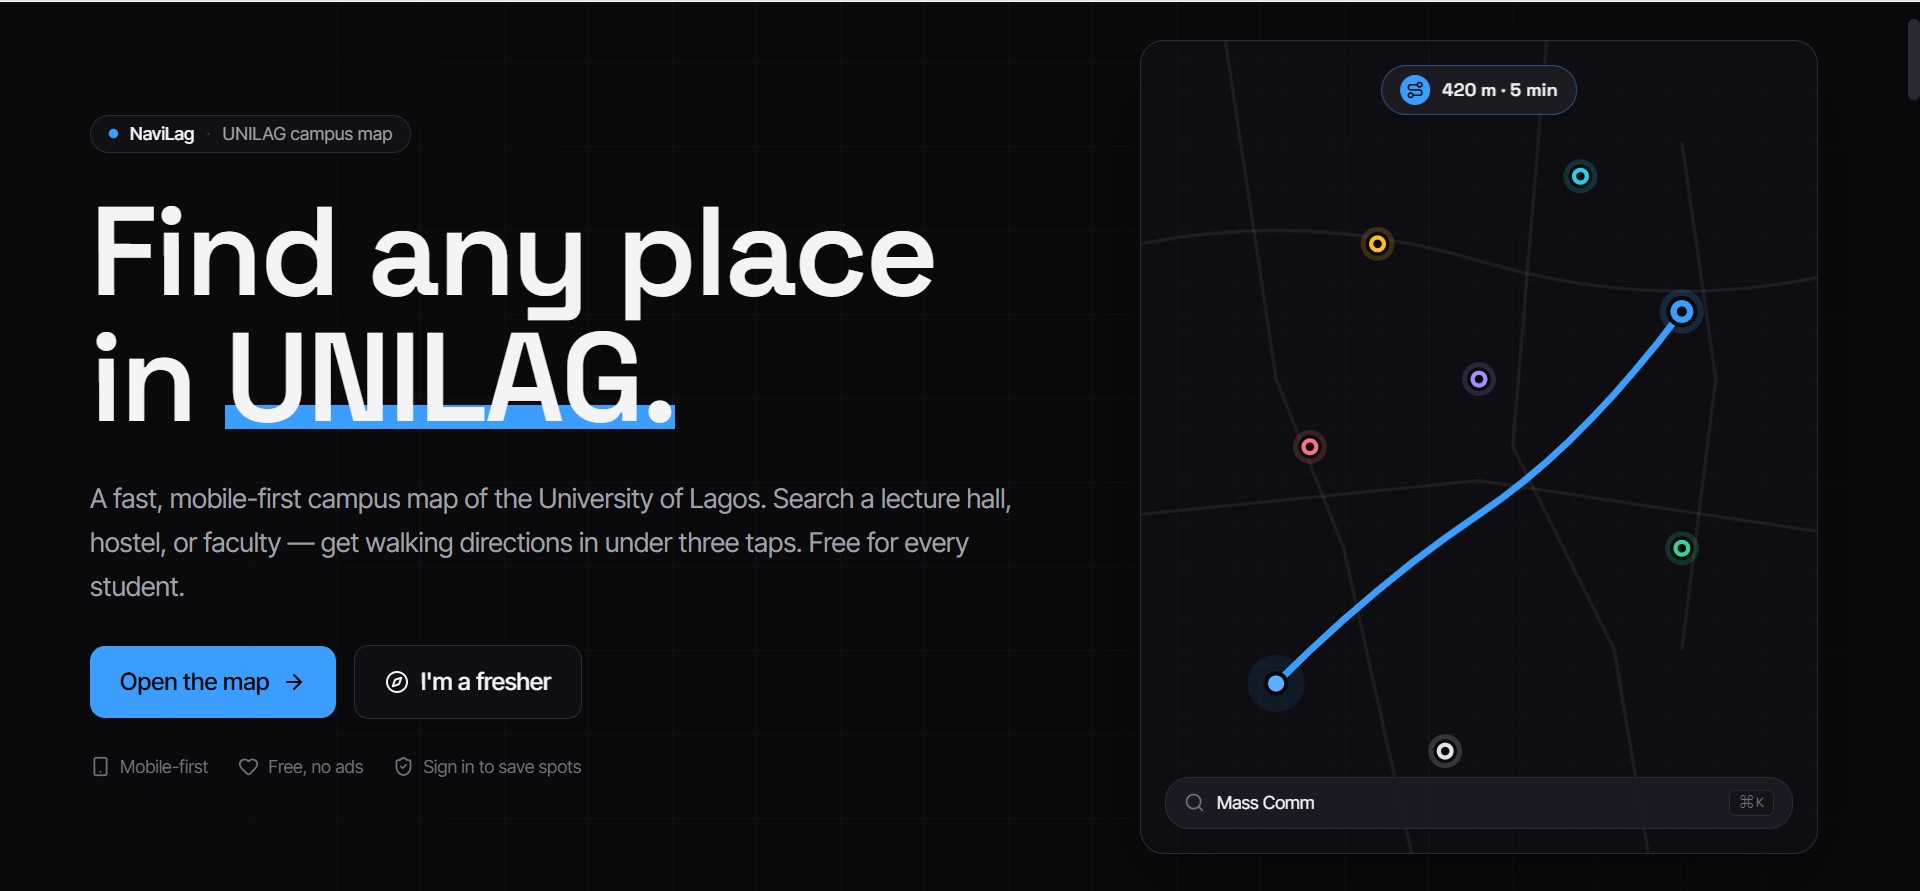 NaviLag · UNILAG campus map
Find any place
in UNILAG.
A fast, mobile-first campus map of the University of Lagos. Search a lecture hall,
hostel, or faculty — get walking directions in under three taps. Free for every
student.
Open the map →
I'm a fresher
Mobile-first
Free, no ads
Sign in to save spots
420 m · 5 min
Mass Comm
⌘K